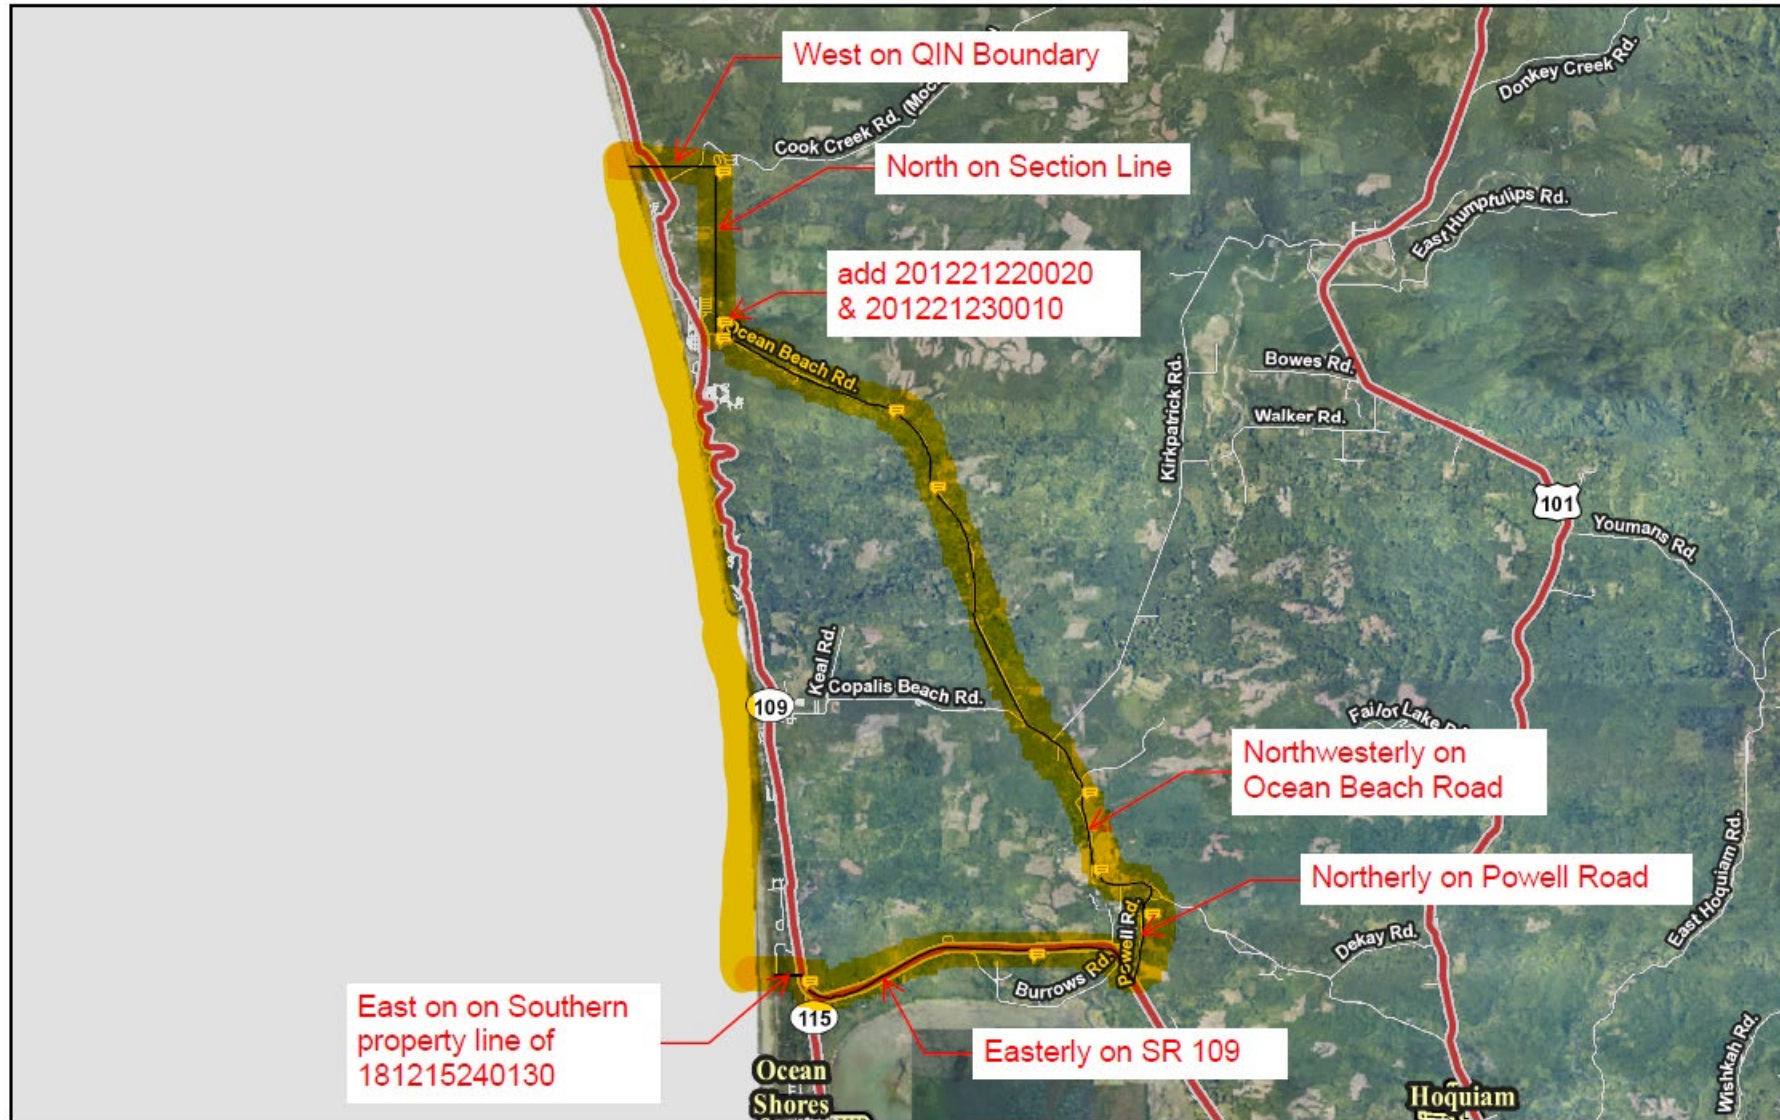 West on QIN Boundary
Donkey Creek Rd.
Cook Creek Rd.
North on Section Line
East Humptulips Rd.
add 201221220020
& 201221230010
Ocean Beach Rd.
Bowes Rd.
Kirkpatrick Rd.
Walker Rd.
101
Youmans Rd.
Keal Rd.
Copalis Beach Rd.
109
Failor Lake
Northwesterly on
Ocean Beach Road
East Hoquiam Rd.
Northerly on Powell Road
Powell Rd.
Dekay Rd.
Burrows Rd.
East on on Southern
property line of
181215240130
115
Easterly on SR 109
Wishkah Rd.
Ocean
Shores
Hoquiam